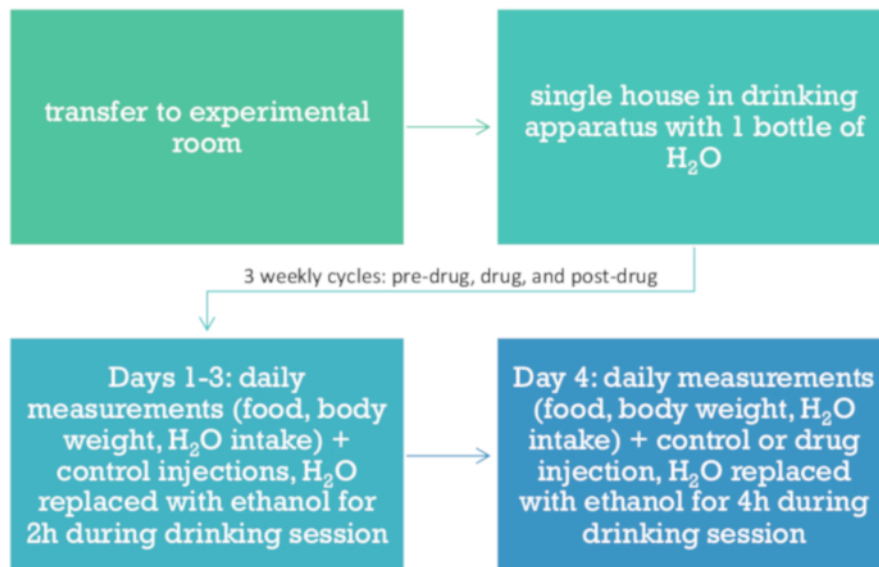 transfer to experimental
room
single house in drinking
apparatus with 1 bottle of
H₂O
3 weekly cycles: pre-drug, drug, and post-drug
Days 1-3: daily
measurements (food, body
weight, H₂O intake) +
control injections, H₂O
replaced with ethanol for
2h during drinking session
Day 4: daily measurements
(food, body weight, H₂O
intake) + control or drug
injection, H₂O replaced
with ethanol for 4h during
drinking session